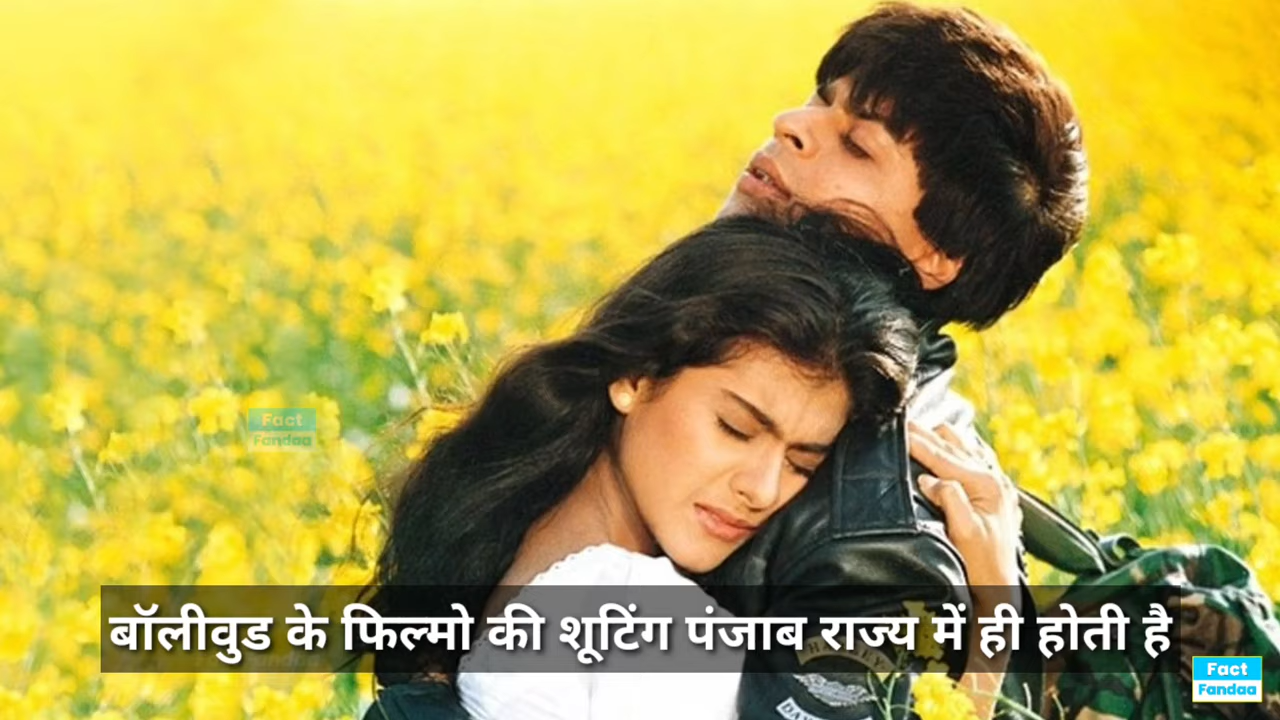 Fact
Fandaa
बॉलीवुड के फिल्मो की शूटिंग पंजाब राज्य में ही होती है
Fact
Fandaa